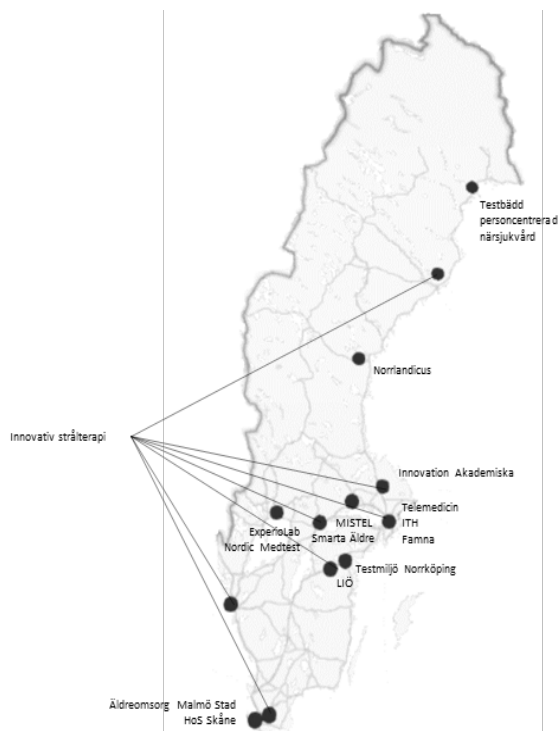 Testbädd
personcentrerad
närsjukvård
Norrlandicus
Innovativ strålterapi
Innovation Akademiska
Telemedicin
MISTEL
ITH
ExperioLab
Smarta Äldre
Famna
Nordic Medtest
Testmiljö Norrköping
LIÖ
Äldreomsorg Malmö Stad
HoS Skåne